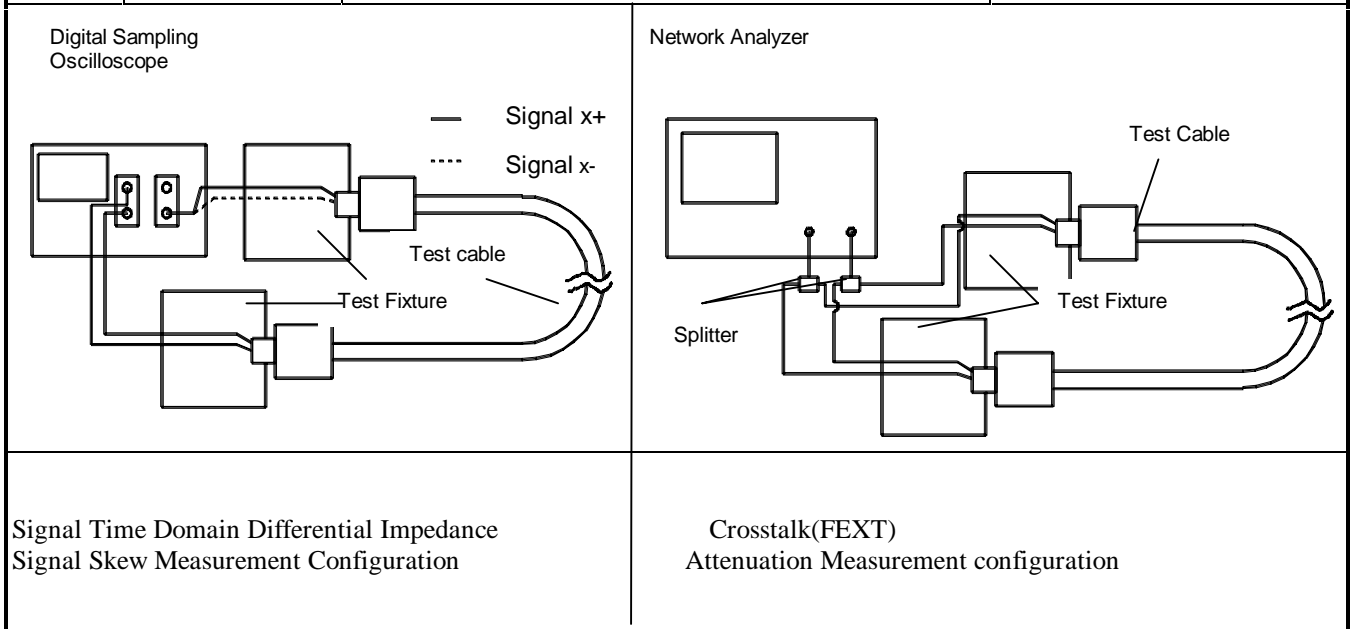 Digital Sampling
Oscilloscope
Signal x+
Signal x-
Test cable
Test Fixture
Signal Time Domain Differential Impedance
Signal Skew Measurement Configuration
Network Analyzer
Test Cable
Test Fixture
Splitter
Crosstalk(FEXT)
Attenuation Measurement configuration